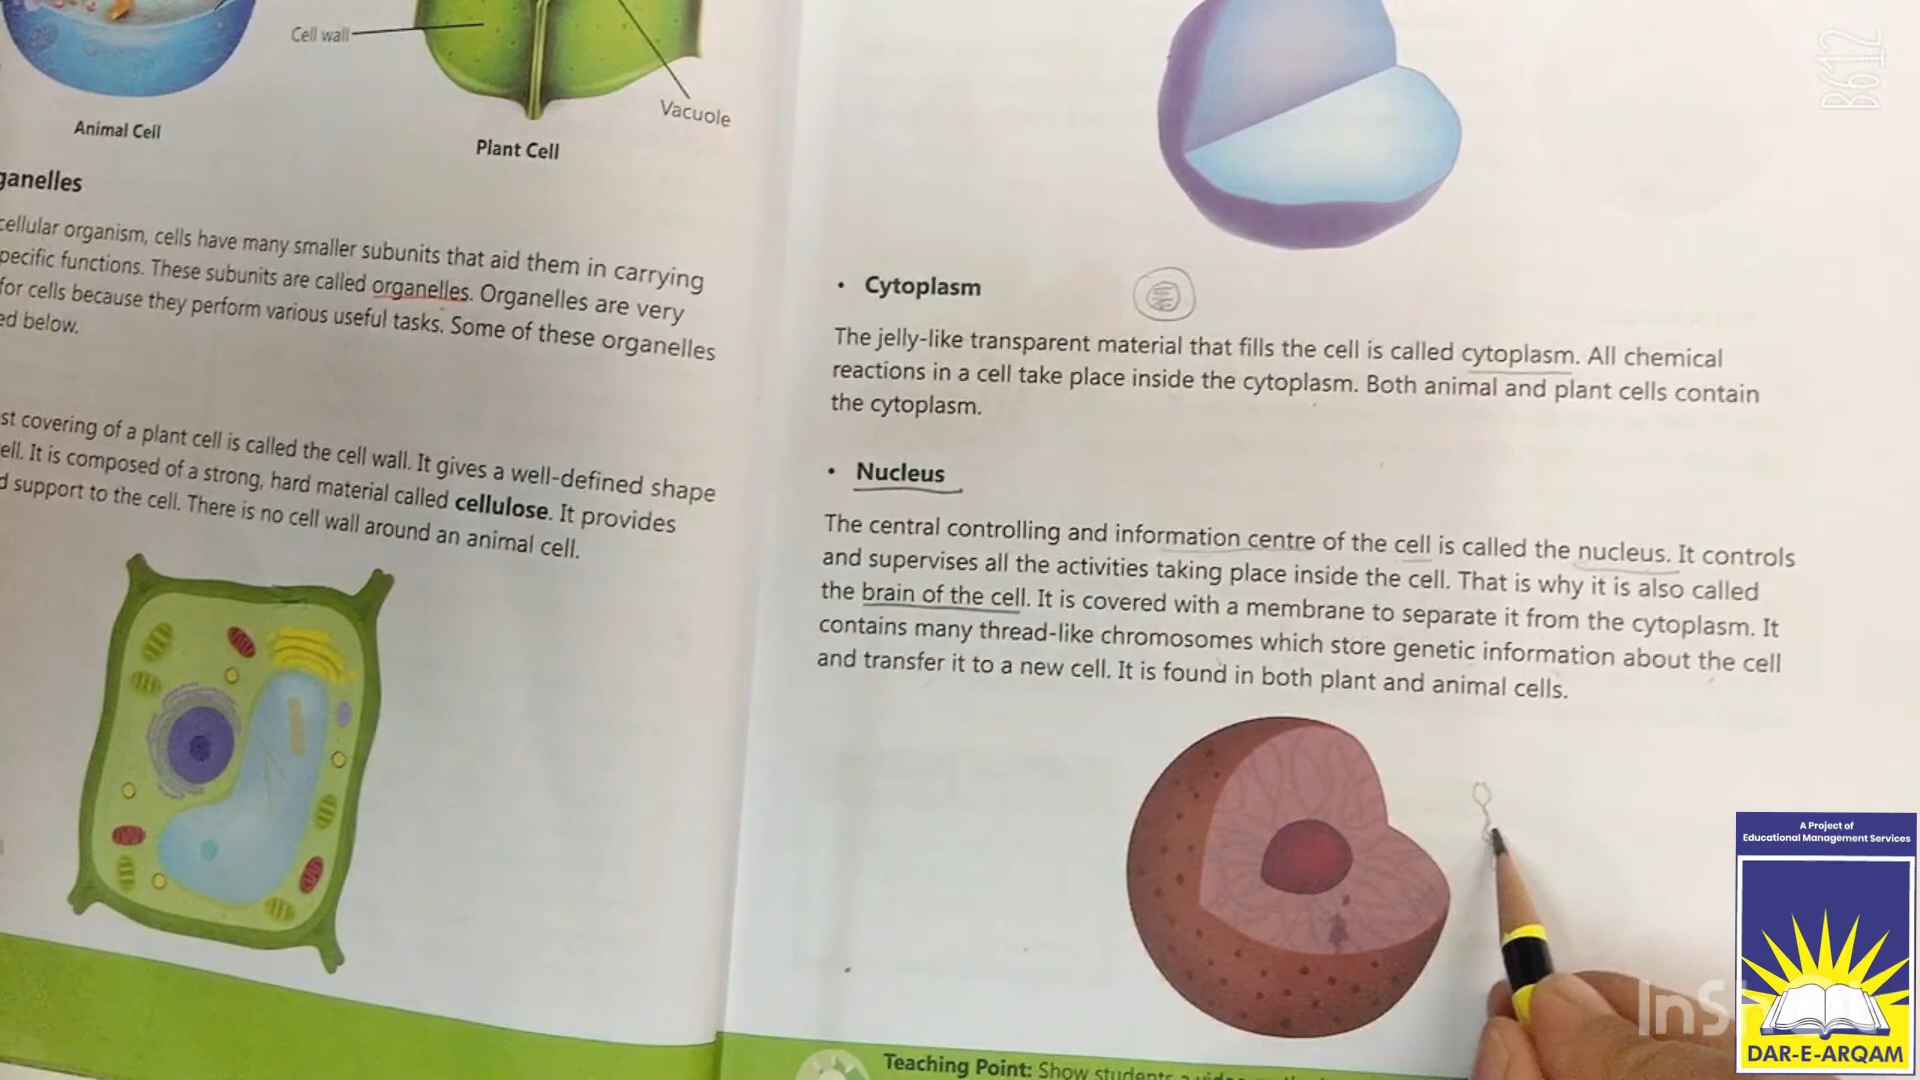 Cell wall
Vacuole
Animal Cell
Plant Cell
ganelles
cellular organism, cells have many smaller subunits that aid them in carrying
pecific functions. These subunits are called organelles. Organelles are very
for cells because they perform various useful tasks. Some of these organelles
ed below.
st covering of a plant cell is called the cell wall. It gives a well-defined shape
ell. It is composed of a strong, hard material called cellulose. It provides
d support to the cell. There is no cell wall around an animal cell.
• Cytoplasm
The jelly-like transparent material that fills the cell is called cytoplasm. All chemical
reactions in a cell take place inside the cytoplasm. Both animal and plant cells contain
the cytoplasm.
• Nucleus
The central controlling and information centre of the cell is called the nucleus. It controls
and supervises all the activities taking place inside the cell. That is why it is also called
the brain of the cell. It is covered with a membrane to separate it from the cytoplasm. It
contains many thread-like chromosomes which store genetic information about the cell
and transfer it to a new cell. It is found in both plant and animal cells.
Teaching Point: Show students a
B612
InSh
A Project of
Educational Management Services
DAR-E-ARQAM